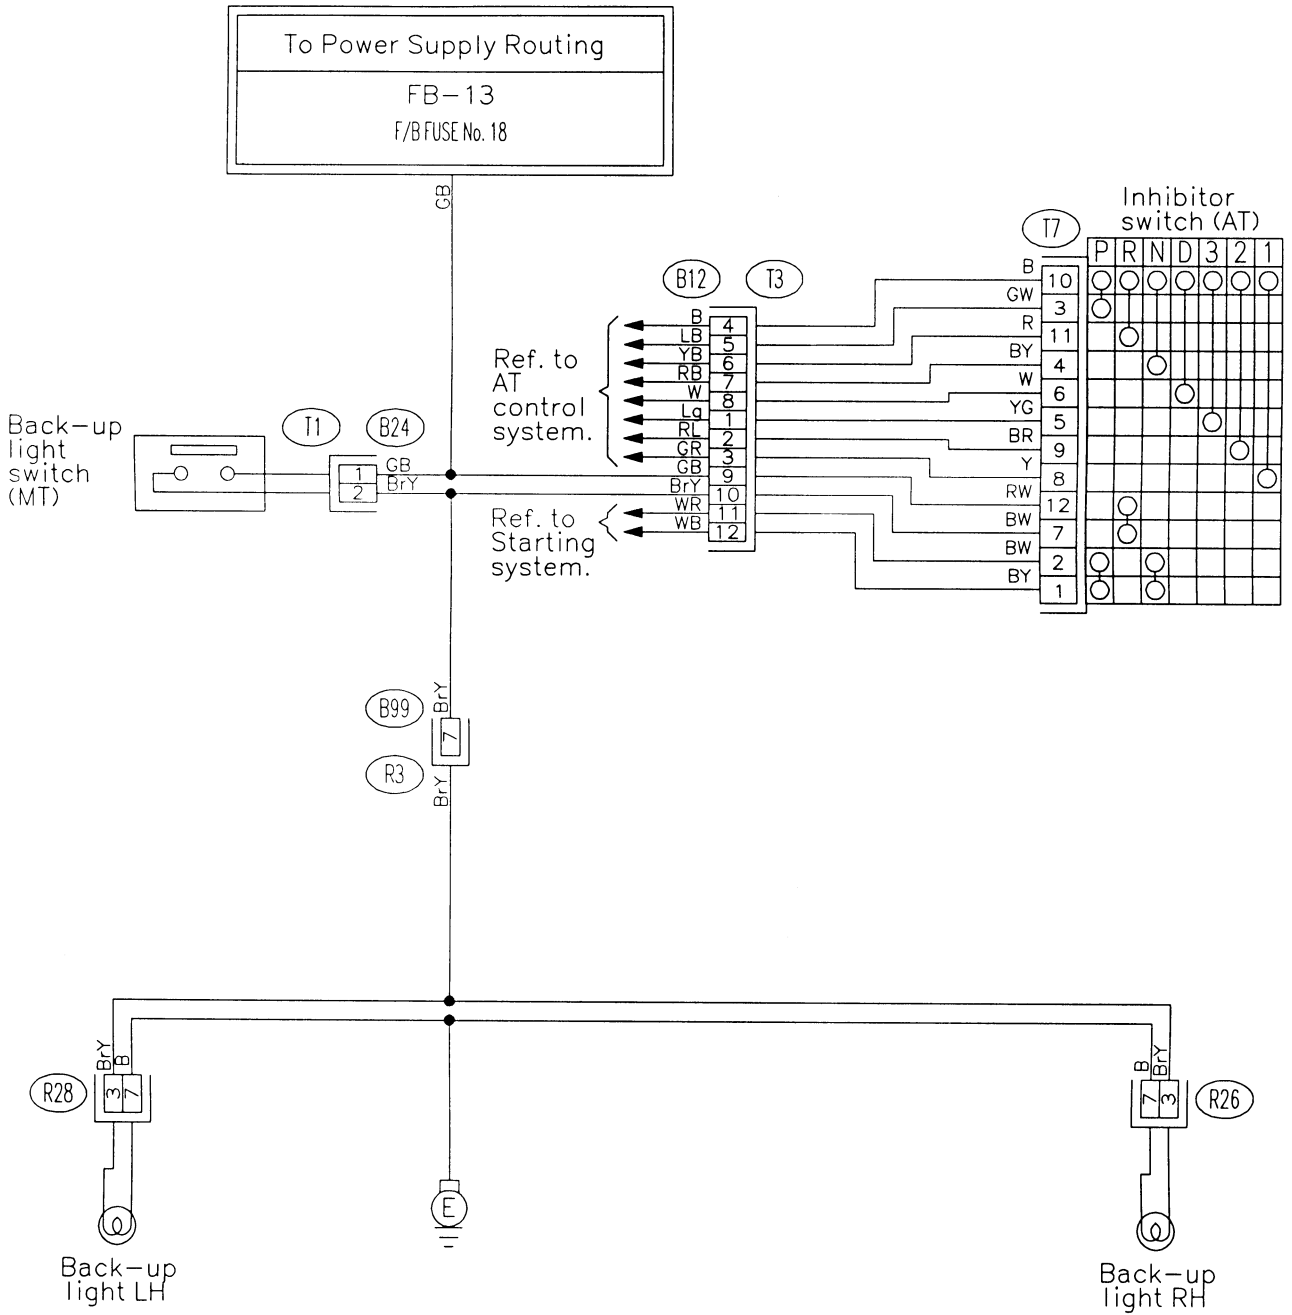 To Power Supply Routing
FB-13
F/B FUSE No. 18
GB
Inhibitor
switch (AT)
T7
P R N D 3 2 1
B12
T3
B 10
GW 3
R 11
BY 4
W 6
YG 5
BR 9
Y 8
RW 12
BW 7
BW 2
BY 1
B 4
LB 5
YB 6
RB 7
W 8
Lg 1
RL 2
GR 3
GB 9
BrY 10
WR 11
WB 12
Ref. to
AT
control
system.
Ref. to
Starting
system.
Back-up
light
switch
(MT)
T1
B24
1 GB
2 BrY
B99
BrY
7
R3
BrY
BrY
B
R28
3 7
B
BrY
7 3
R26
E
Back-up
light LH
Back-up
light RH